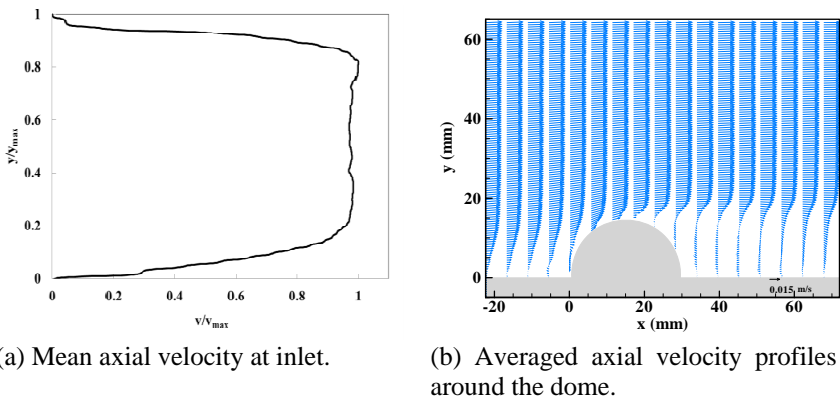 1
0.8
0.6
0.4
0.2
0
y/y_max
0 0.2 0.4 0.6 0.8 1
v/v_max
60
40
20
0
y (mm)
0.015 m/s
-20 0 20 40 60
x (mm)
(a) Mean axial velocity at inlet.
(b) Averaged axial velocity profiles
around the dome.